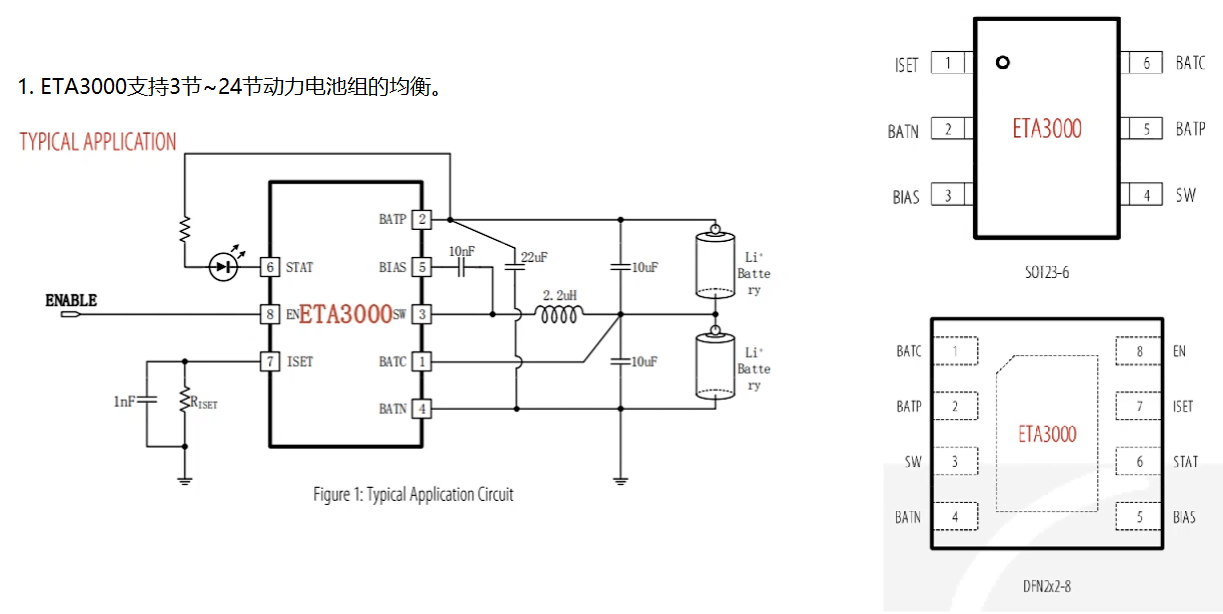 1. ETA3000支持3节~24节动力电池组的均衡。
TYPICAL APPLICATION
BATP 2
10nF
22uF
6 STAT
BIAS 5
10uF
Li+
Batte
ry
ENABLE
2.2uH
8 EN
ETA3000
SW 3
7 ISET
BATC 1
10uF
Li+
Batte
ry
1nF
RISET
BATN 4
Figure 1: Typical Application Circuit
ISET 1
6 BATC
BATN 2
ETA3000
5 BATP
BIAS 3
4 SW
SOT23-6
BATC 1
8 EN
BATP 2
7 ISET
ETA3000
SW 3
6 STAT
BATN 4
5 BIAS
DFN2x2-8